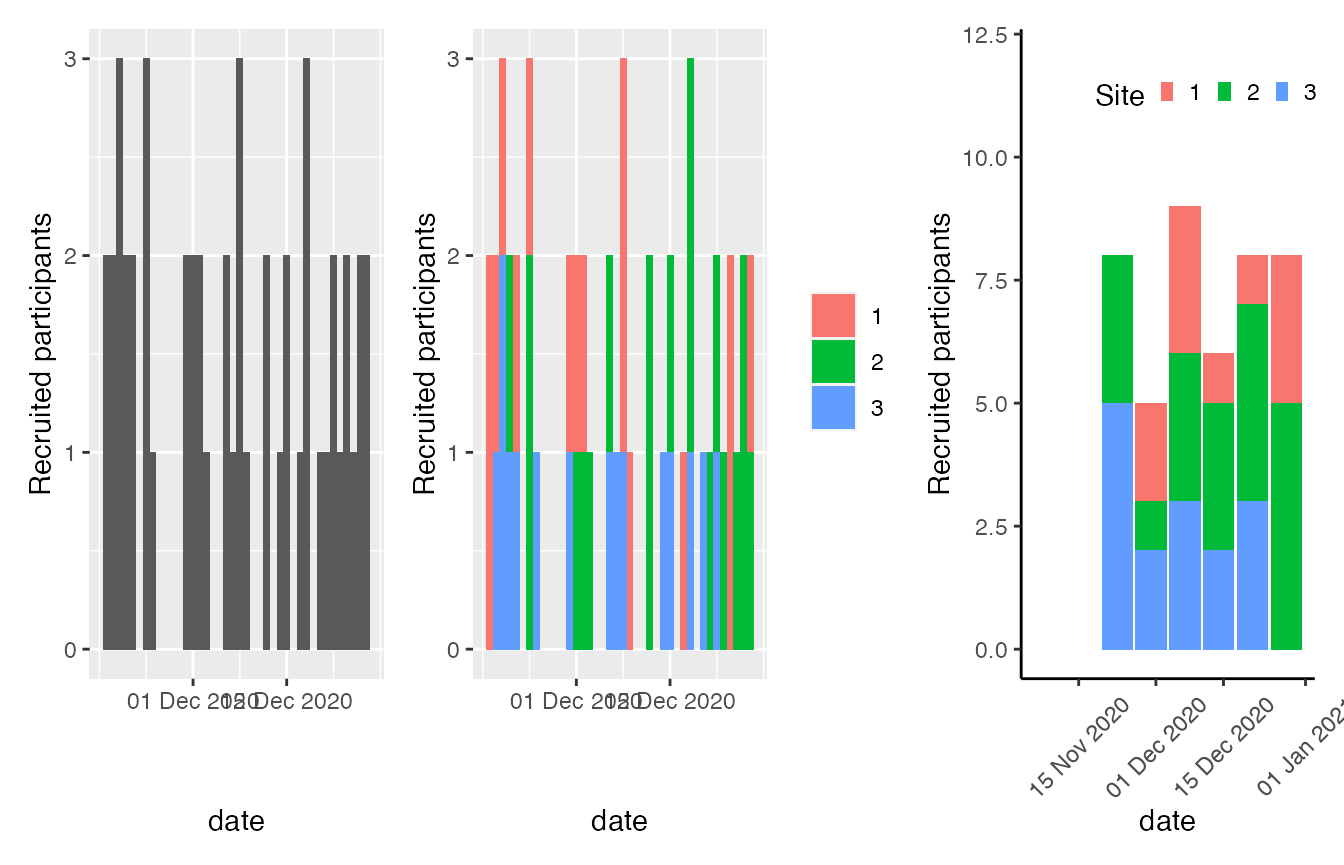 3
2
1
0
Recruited participants
01 Dec 2020
15 Dec 2020
date
3
2
1
0
Recruited participants
01 Dec 2020
15 Dec 2020
date
1
2
3
12.5
10.0
7.5
5.0
2.5
0.0
Recruited participants
Site 1 2 3
15 Nov 2020
01 Dec 2020
15 Dec 2020
01 Jan 2021
date